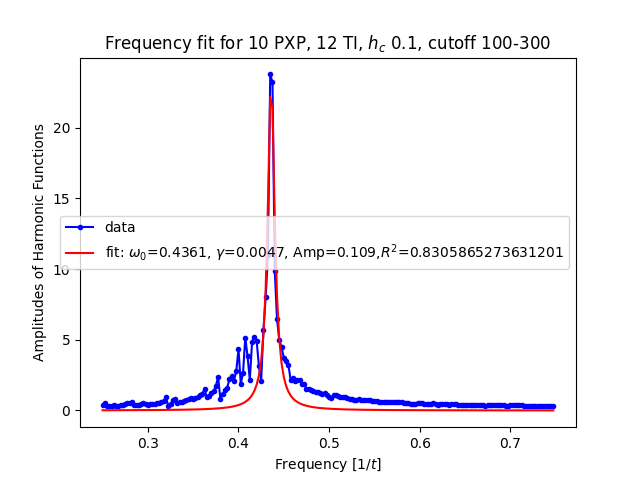 Frequency fit for 10 PXP, 12 TI, $h_c$ 0.1, cutoff 100-300
Amplitudes of Harmonic Functions
20
15
10
5
0
data
fit: $\omega_0$=0.4361, $\gamma$=0.0047, Amp=0.109,$R^2$=0.8305865273631201
0.3 0.4 0.5 0.6 0.7
Frequency [1/$t$]